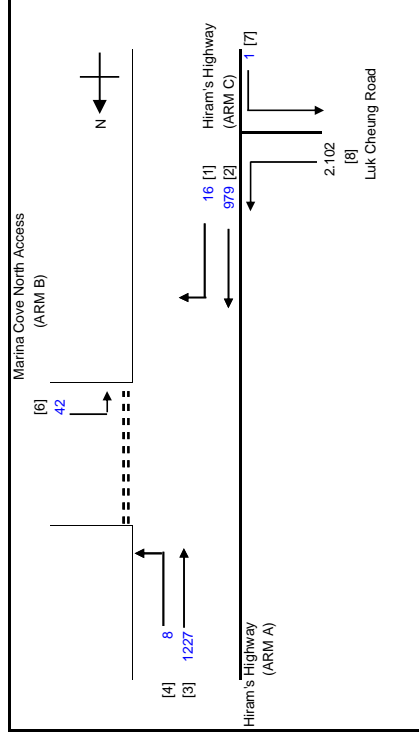 Marina Cove North Access
(ARM B)
N
[6]
42
Hiram's Highway
(ARM C)
1 [7]
16 [1]
979 [2]
2.102
[8]
Luk Cheung Road
[4] 8
[3] 1227
Hiram's Highway
(ARM A)